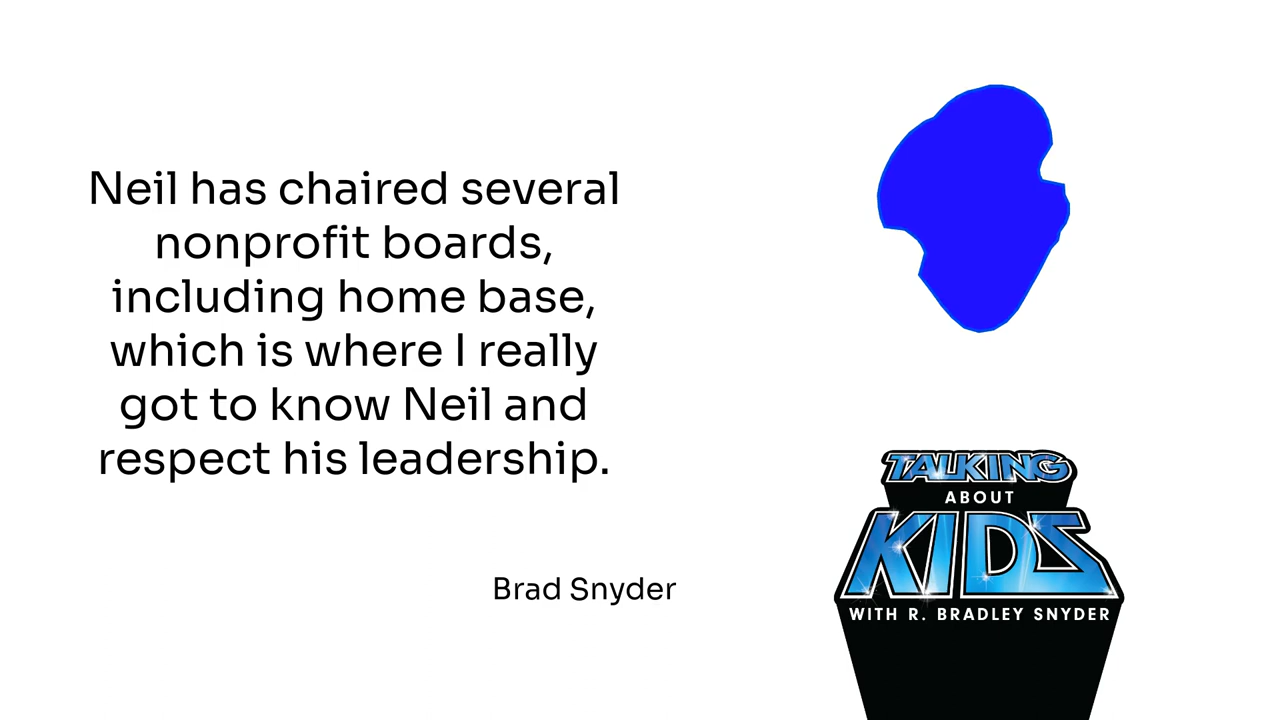 Neil has chaired several
nonprofit boards,
including home base,
which is where I really
got to know Neil and
respect his leadership.
Brad Snyder
TALKING
ABOUT
KIDS
WITH R. BRADLEY SNYDER